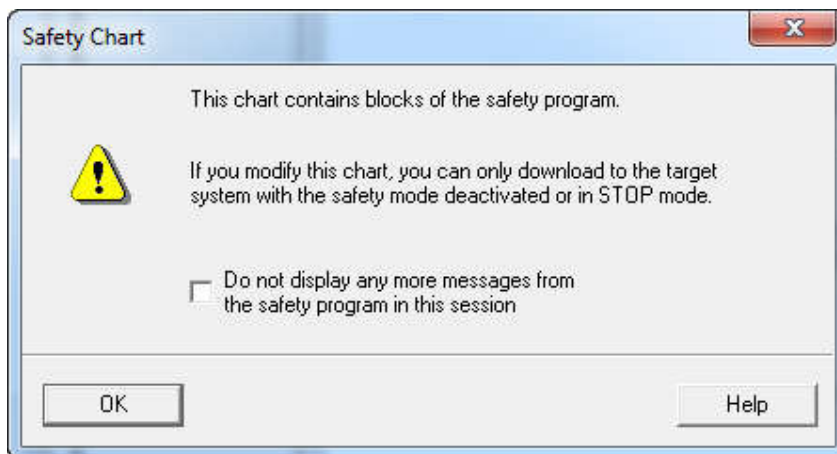 Safety Chart
This chart contains blocks of the safety program.
If you modify this chart, you can only download to the target
system with the safety mode deactivated or in STOP mode.
Do not display any more messages from
the safety program in this session
OK
Help